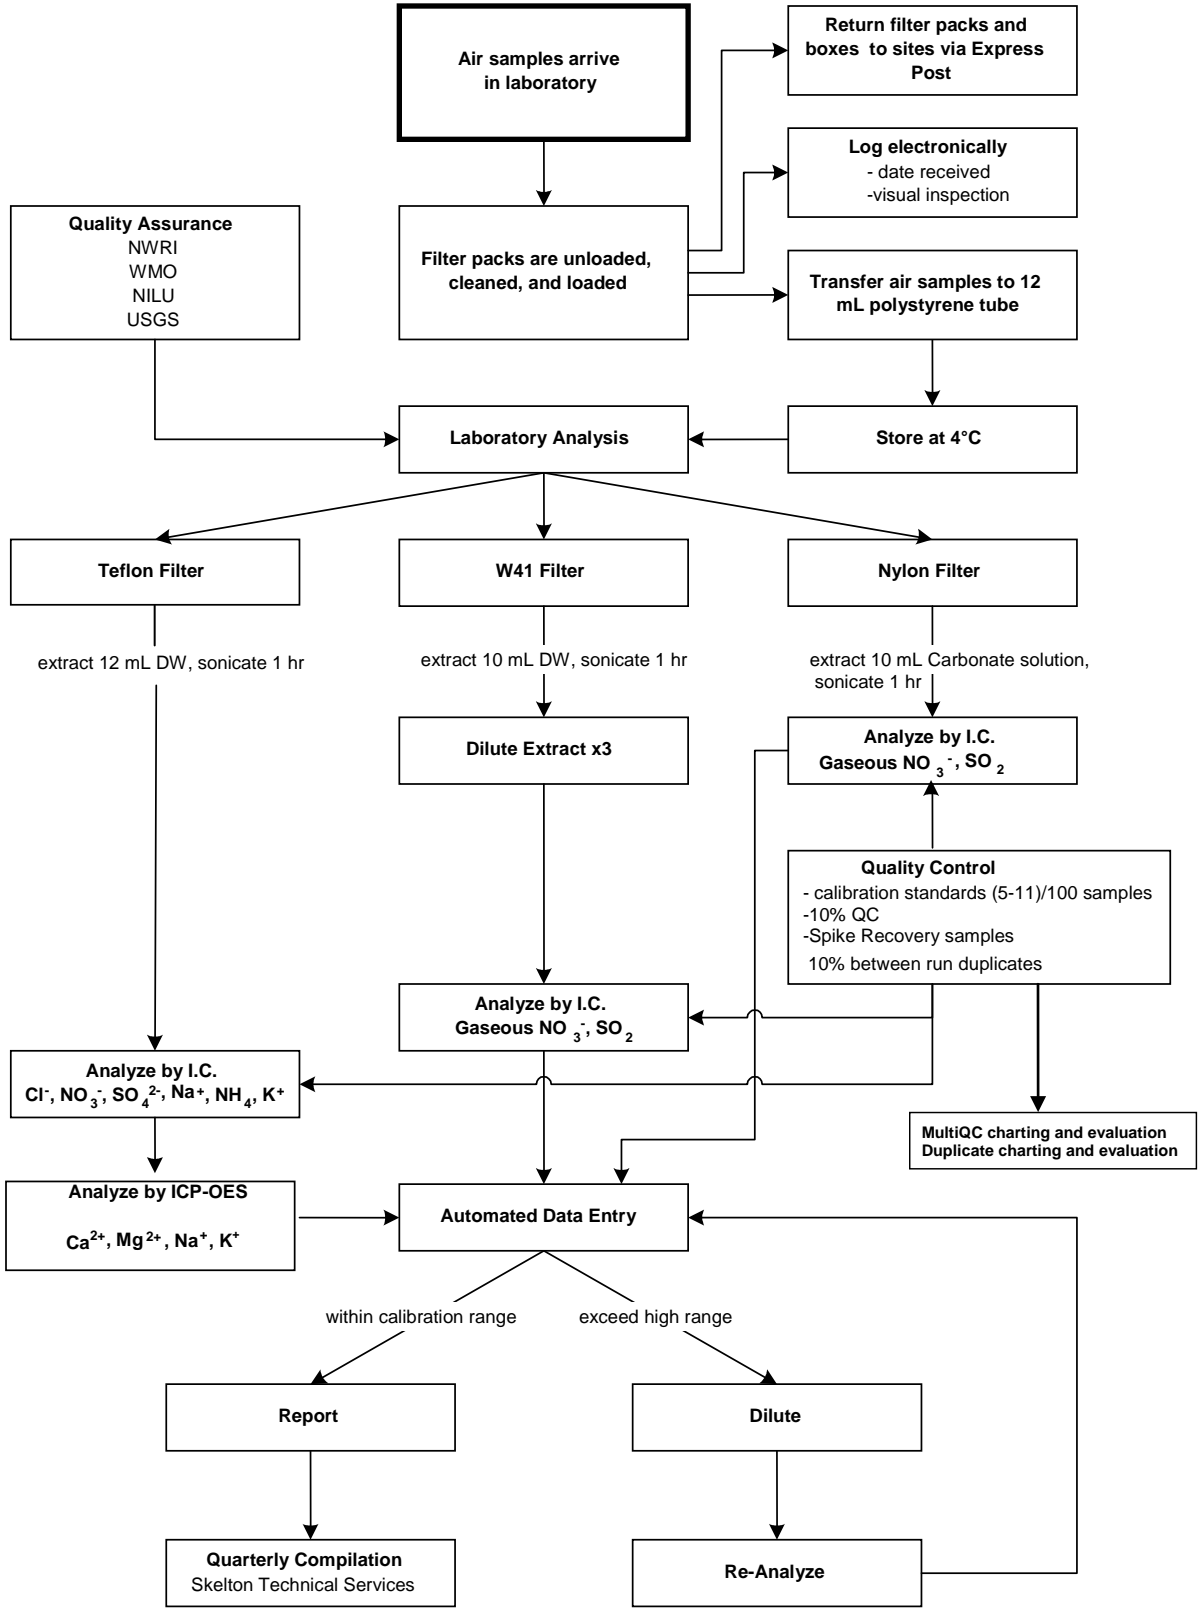 Air samples arrive
in laboratory
Return filter packs and
boxes to sites via Express
Post
Log electronically
- date received
-visual inspection
Quality Assurance
NWRI
WMO
NILU
USGS
Filter packs are unloaded,
cleaned, and loaded
Transfer air samples to 12
mL polystyrene tube
Laboratory Analysis
Store at 4°C
Teflon Filter
W41 Filter
Nylon Filter
extract 12 mL DW, sonicate 1 hr
extract 10 mL DW, sonicate 1 hr
extract 10 mL Carbonate solution,
sonicate 1 hr
Dilute Extract x3
Analyze by I.C.
Gaseous NO₃⁻, SO₂
Quality Control
- calibration standards (5-11)/100 samples
-10% QC
-Spike Recovery samples
10% between run duplicates
Analyze by I.C.
Gaseous NO₃⁻, SO₂
Analyze by I.C.
Cl⁻, NO₃⁻, SO₄²⁻, Na⁺, NH₄, K⁺
MultiQC charting and evaluation
Duplicate charting and evaluation
Analyze by ICP-OES
Ca²⁺, Mg²⁺, Na⁺, K⁺
Automated Data Entry
within calibration range
exceed high range
Report
Dilute
Quarterly Compilation
Skelton Technical Services
Re-Analyze